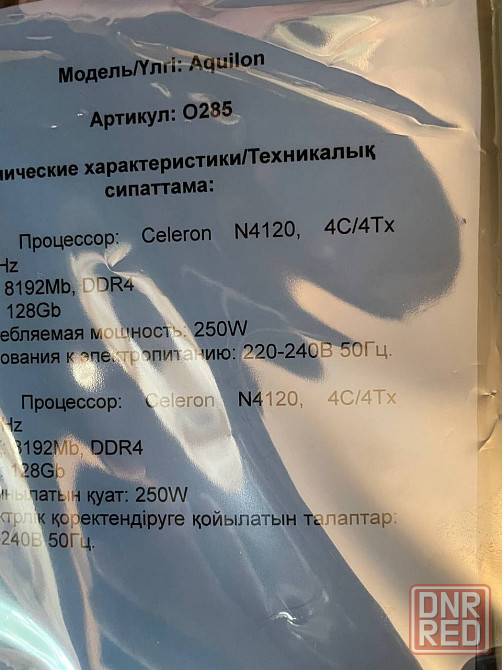 Модель/Үлгі: Aquilon
Артикул: O285
нические характеристики/Техникалық
сипаттама:
Процессор: Celeron N4120, 4C/4Tx
Hz
8192Mb, DDR4
128Gb
ебляемая мощность: 250W
ования к электропитанию: 220-240В 50Гц.
Процессор: Celeron N4120, 4C/4Tx
Hz
8192Mb, DDR4
128Gb
ынылатын қуат: 250W
ктрлік қоректендіруге қойылатын талаптар:
240В 50Гц.
DNR
RED